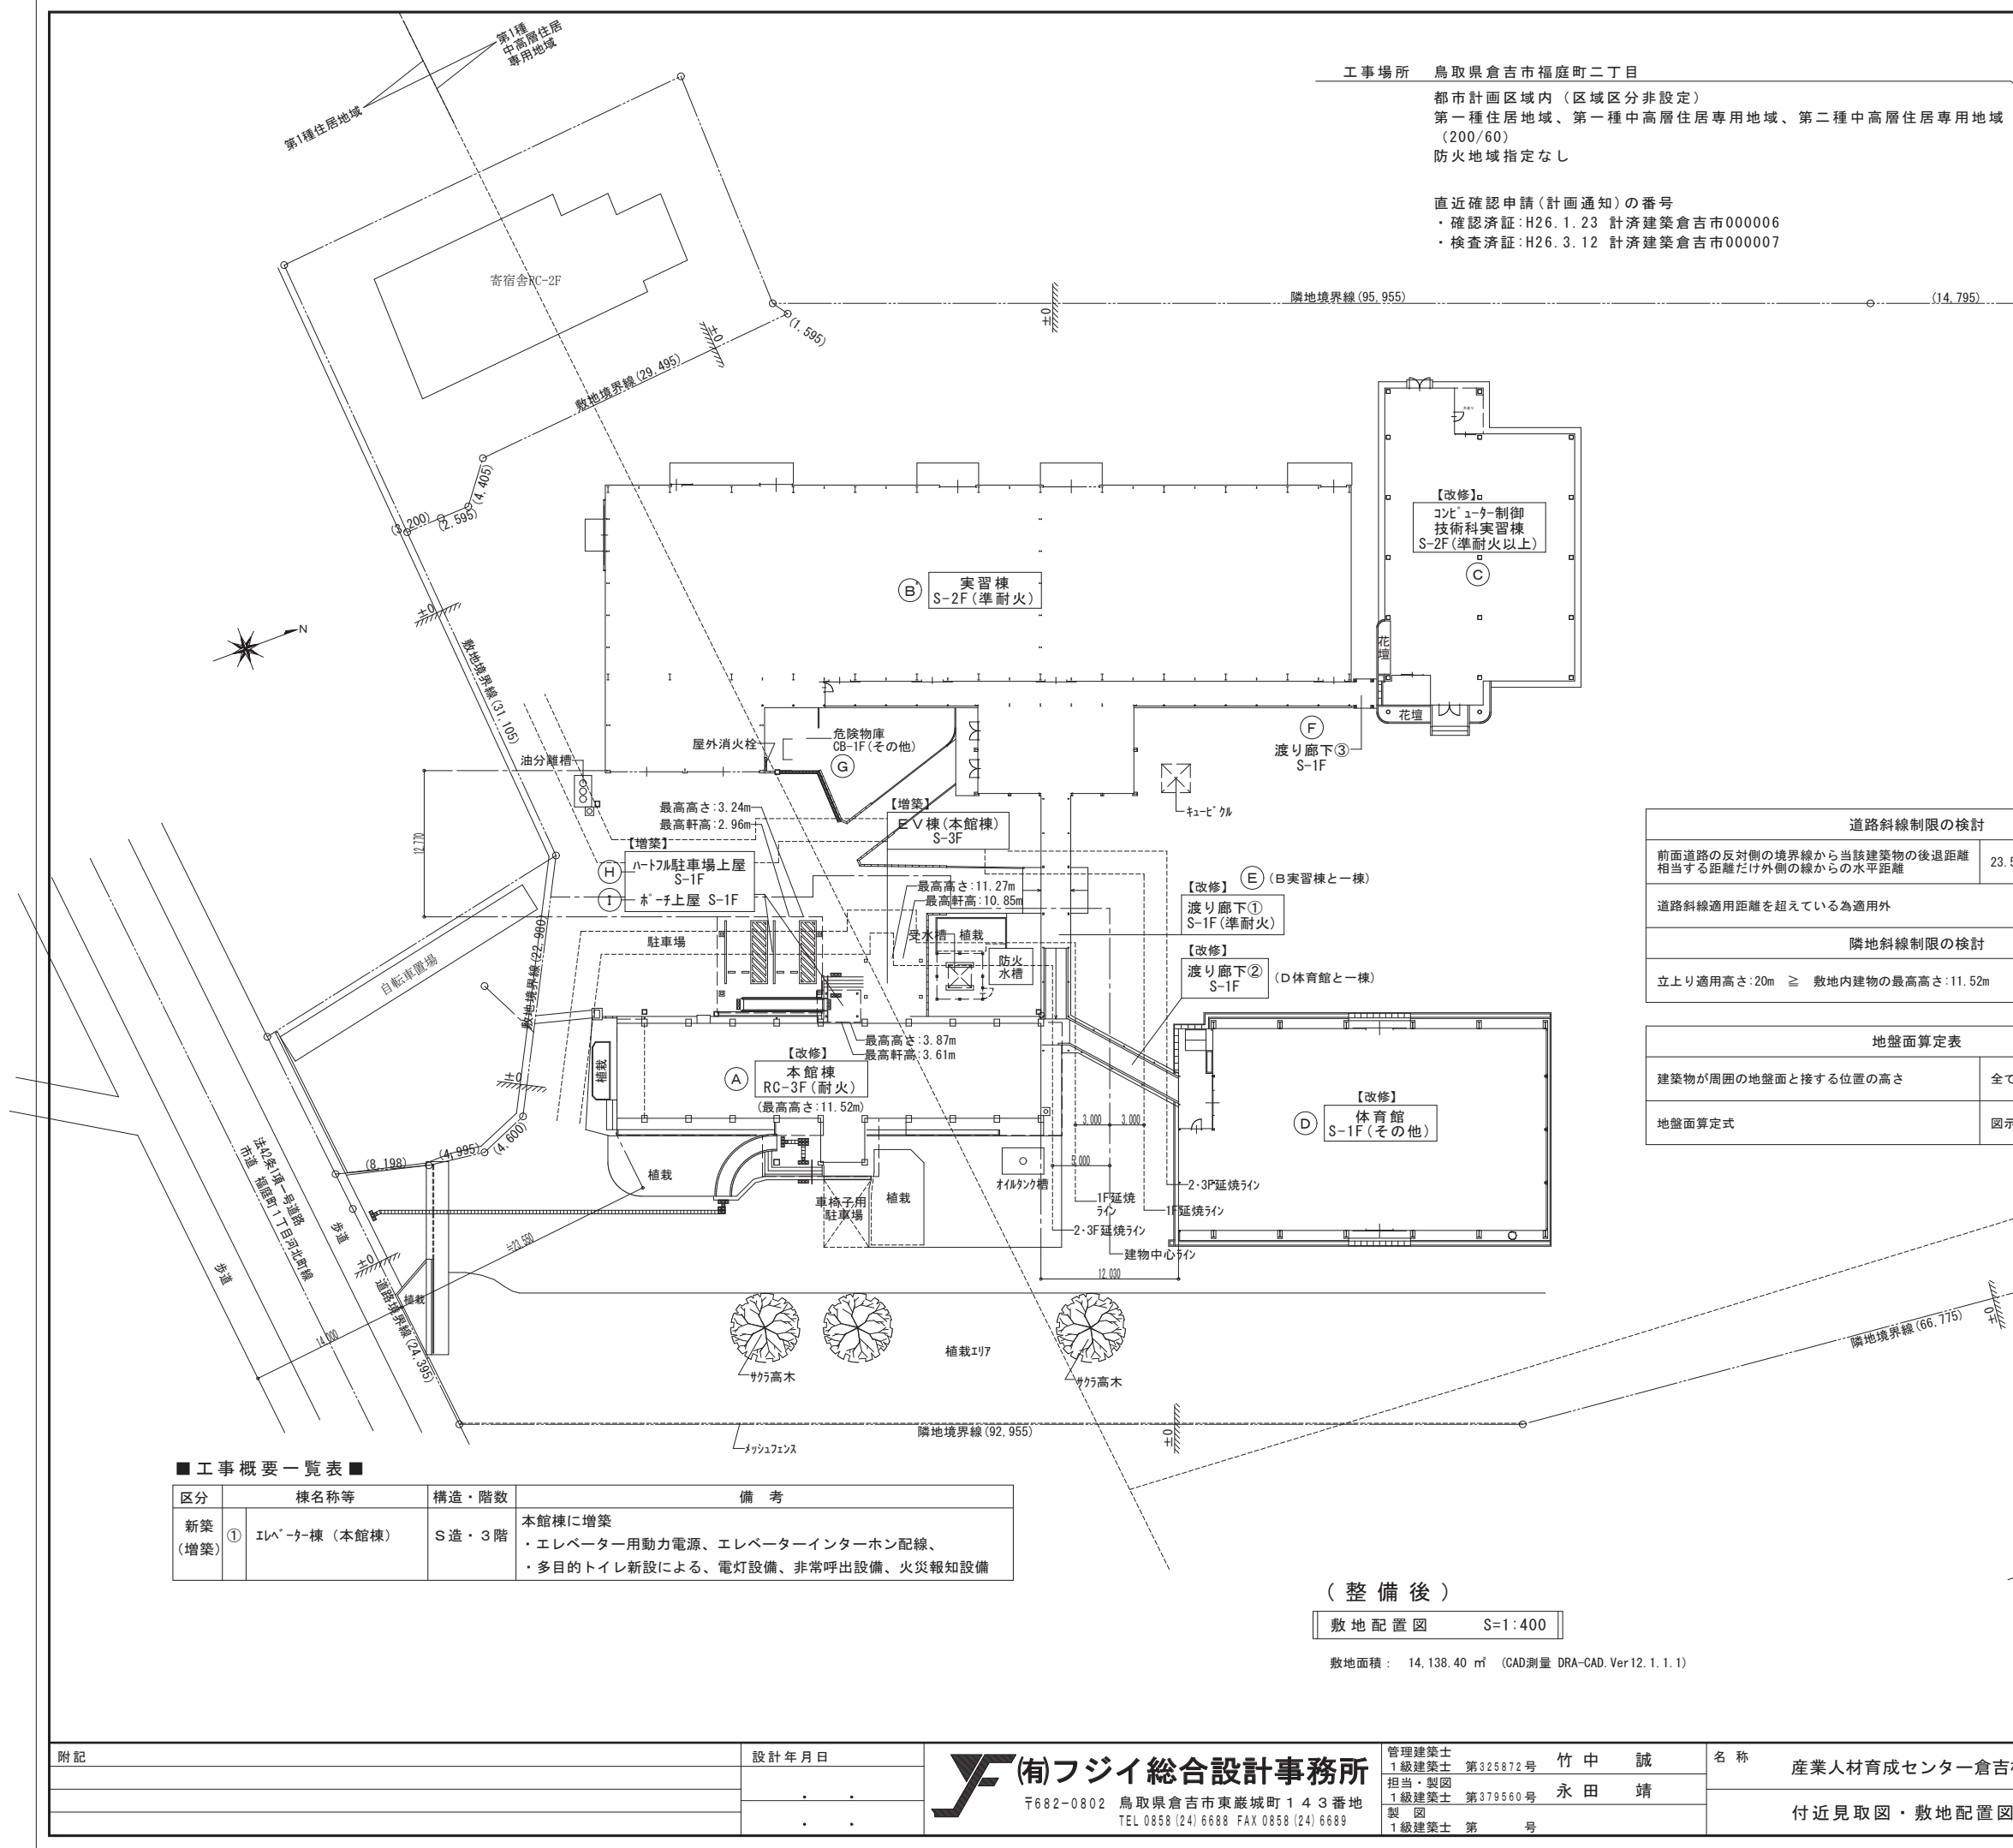 第1種
中高層住居
専用地域
第1種住居地域
工事場所 鳥取県倉吉市福庭町二丁目
都市計画区域内（区域区分非設定）
第一種住居地域、第一種中高層住居専用地域、第二種中高層住居専用地域
(200/60)
防火地域指定なし
直近確認申請(計画通知)の番号
・確認済証:H26.1.23 計済建築倉吉市000006
・検査済証:H26.3.12 計済建築倉吉市000007
寄宿舎RC-2F
隣地境界線(95,955)
(14,795)
±0
±0
(1,595)
敷地境界線(29,495)
(4,405)
(3,200)
(2,595)
±0
敷地境界線(31,105)
N
【改修】
ｺﾝﾋﾟｭｰﾀｰ制御
技術科実習棟
S-2F(準耐火以上)
C
花壇
花壇
B
実習棟
S-2F(準耐火)
F
渡り廊下③
S-1F
屋外消火栓
危険物庫
CB-1F(その他)
G
油分離槽
ｷｭｰﾋﾞｸﾙ
12,770
最高高さ:3.24m
最高軒高:2.96m
【増築】
ＥＶ棟(本館棟)
S-3F
【増築】
H
ﾊｰﾄﾌﾙ駐車場上屋
S-1F
I
ﾎﾟｰﾁ上屋 S-1F
最高高さ:11.27m
最高軒高:10.85m
【改修】
E
(B実習棟と一棟)
渡り廊下①
S-1F(準耐火)
【改修】
渡り廊下②
S-1F
(D体育館と一棟)
駐車場
受水槽
植栽
防火
水槽
自転車置場
敷地境界線(22,980)
±0
植栽
最高高さ:3.87m
最高軒高:3.61m
【改修】
A
本館棟
RC-3F(耐火)
(最高高さ:11.52m)
【改修】
D
体育館
S-1F(その他)
3,000
3,000
5,000
ｵｲﾙﾀﾝｸ槽
2・3F延焼ﾗｲﾝ
1F延焼
ﾗｲﾝ
1F延焼ﾗｲﾝ
2・3F延焼ﾗｲﾝ
建物中心ﾗｲﾝ
12,030
(4,600)
(4,995)
(8,198)
植栽
車椅子用
駐車場
植栽
法42条1項一号道路
市道 福庭町1丁目河北町線
歩道
歩道
±0
植栽
道路境界線(24,395)
≒23,550
14,000
ｻｸﾗ高木
ｻｸﾗ高木
植栽ｴﾘｱ
隣地境界線(66,775)
±0
隣地境界線(92,955)
±0
ﾒｯｼｭﾌｪﾝｽ
道路斜線制限の検討
前面道路の反対側の境界線から当該建築物の後退距離
相当する距離だけ外側の線からの水平距離
23.5
道路斜線適用距離を超えている為適用外
隣地斜線制限の検討
立上り適用高さ:20m ≧ 敷地内建物の最高高さ:11.52m
地盤面算定表
建築物が周囲の地盤面と接する位置の高さ
全て
地盤面算定式
図示
■工事概要一覧表■
区分 棟名称等 構造・階数 備 考
新築
(増築)
① ｴﾚﾍﾞｰﾀｰ棟（本館棟） Ｓ造・３階
本館棟に増築
・エレベーター用動力電源、エレベーターインターホン配線、
・多目的トイレ新設による、電灯設備、非常呼出設備、火災報知設備
(整備後)
敷地配置図 S=1:400
敷地面積： 14,138.40 ㎡ (CAD測量 DRA-CAD.Ver12.1.1.1)
附記
設計年月日
・ ・
・ ・
㈲フジイ総合設計事務所
〒682-0802 鳥取県倉吉市東巌城町１４３番地
TEL 0858(24)6688 FAX 0858(24)6689
管理建築士
1級建築士 第325872号 竹中 誠
担当・製図
1級建築士 第379560号 永田 靖
製 図
1級建築士 第 号
名 称
産業人材育成センター倉吉
付近見取図・敷地配置図